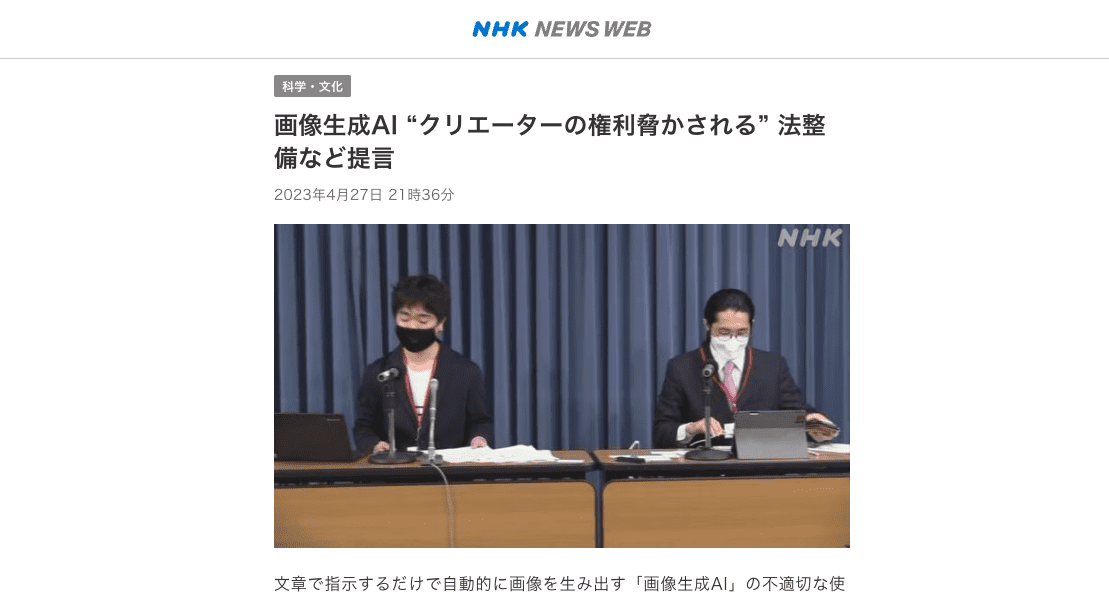 NHK NEWS WEB
科学・文化
画像生成AI “クリエーターの権利脅かされる” 法整
備など提言
2023年4月27日 21時36分
NHK
文章で指示するだけで自動的に画像を生み出す「画像生成AI」の不適切な使